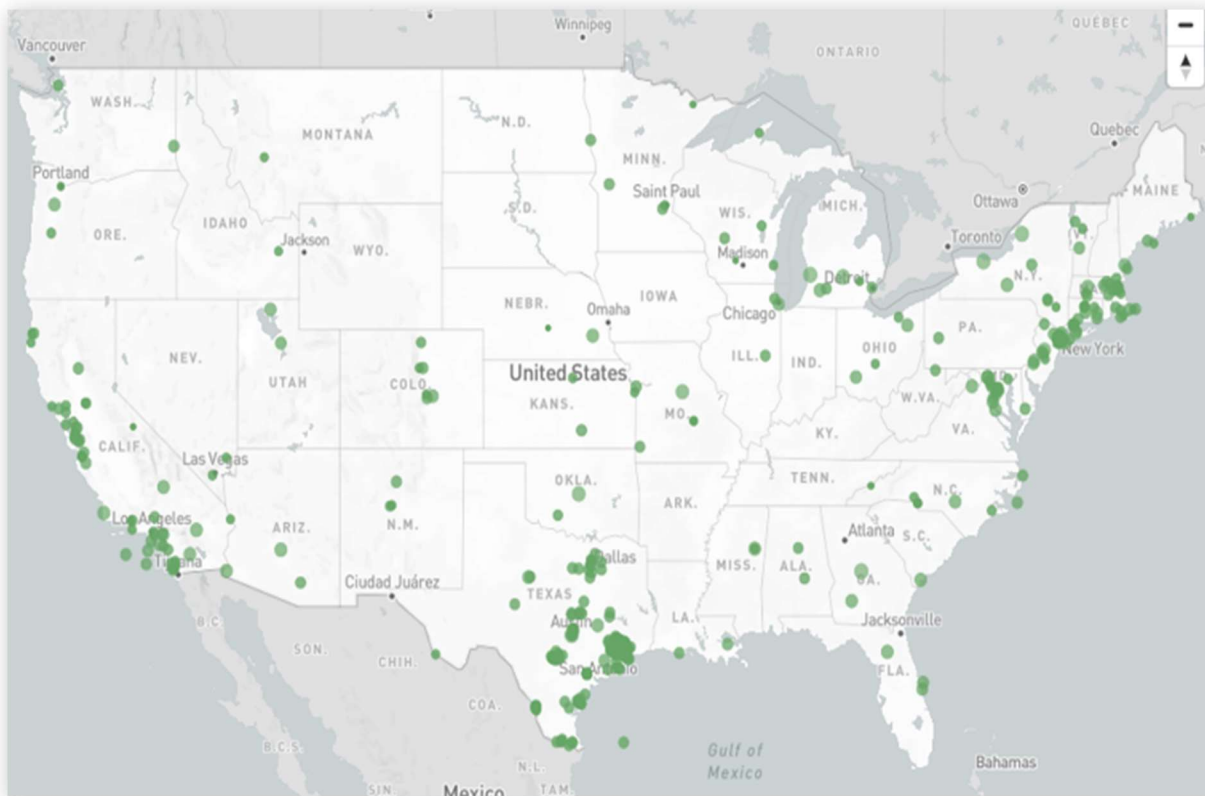 Winnipeg
QUÉBEC
Vancouver
ONTARIO
WASH.
MONTANA
N.D.
Quebec
MINN.
Portland
Saint Paul
Ottawa
MAINE
IDAHO
S.D.
WIS.
MICH.
ORE.
Jackson
WYO.
Toronto
Madison
Detroit
N.Y.
NEBR.
Omaha
IOWA
Chicago
PA.
NEV.
UTAH
COLO.
United States
ILL.
IND.
OHIO
New York
KANS.
MO.
W.VA.
CALIF.
KY.
VA.
Las Vegas
OKLA.
TENN.
N.C.
Los Angeles
ARIZ.
N.M.
ARK.
Atlanta
S.C.
Tijuana
Dallas
MISS.
ALA.
GA.
Ciudad Juárez
TEXAS
B.C.
Austin
LA.
Jacksonville
SON.
CHIH.
San Antonio
FLA.
COA.
B.C.S.
Gulf of
Mexico
N.L.
Bahamas
SIN.
Mexico
TAM.